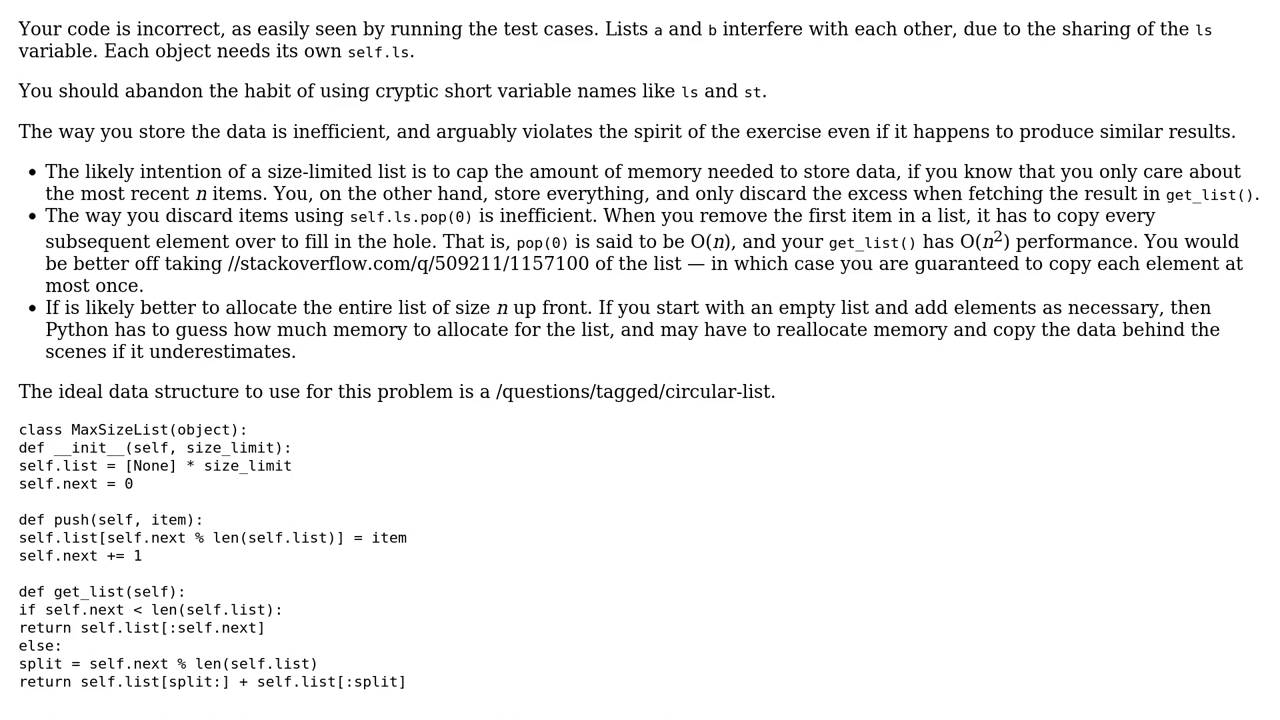 Your code is incorrect, as easily seen by running the test cases. Lists a and b interfere with each other, due to the sharing of the ls
variable. Each object needs its own self.ls.
You should abandon the habit of using cryptic short variable names like ls and st.
The way you store the data is inefficient, and arguably violates the spirit of the exercise even if it happens to produce similar results.
• The likely intention of a size-limited list is to cap the amount of memory needed to store data, if you know that you only care about
the most recent n items. You, on the other hand, store everything, and only discard the excess when fetching the result in get_list().
• The way you discard items using self.ls.pop(0) is inefficient. When you remove the first item in a list, it has to copy every
subsequent element over to fill in the hole. That is, pop(0) is said to be O(n), and your get_list() has O(n²) performance. You would
be better off taking //stackoverflow.com/q/509211/1157100 of the list — in which case you are guaranteed to copy each element at
most once.
• If is likely better to allocate the entire list of size n up front. If you start with an empty list and add elements as necessary, then
Python has to guess how much memory to allocate for the list, and may have to reallocate memory and copy the data behind the
scenes if it underestimates.
The ideal data structure to use for this problem is a /questions/tagged/circular-list.
class MaxSizeList(object):
def __init__(self, size_limit):
self.list = [None] * size_limit
self.next = 0
def push(self, item):
self.list[self.next % len(self.list)] = item
self.next += 1
def get_list(self):
if self.next < len(self.list):
return self.list[:self.next]
else:
split = self.next % len(self.list)
return self.list[split:] + self.list[:split]